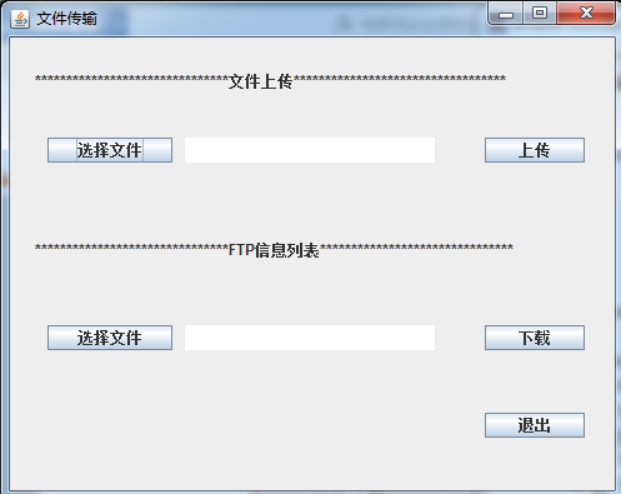 文件传输
*******************************文件上传**********************************
选择文件 上传
*******************************FTP信息列表*******************************
选择文件 下载
退出